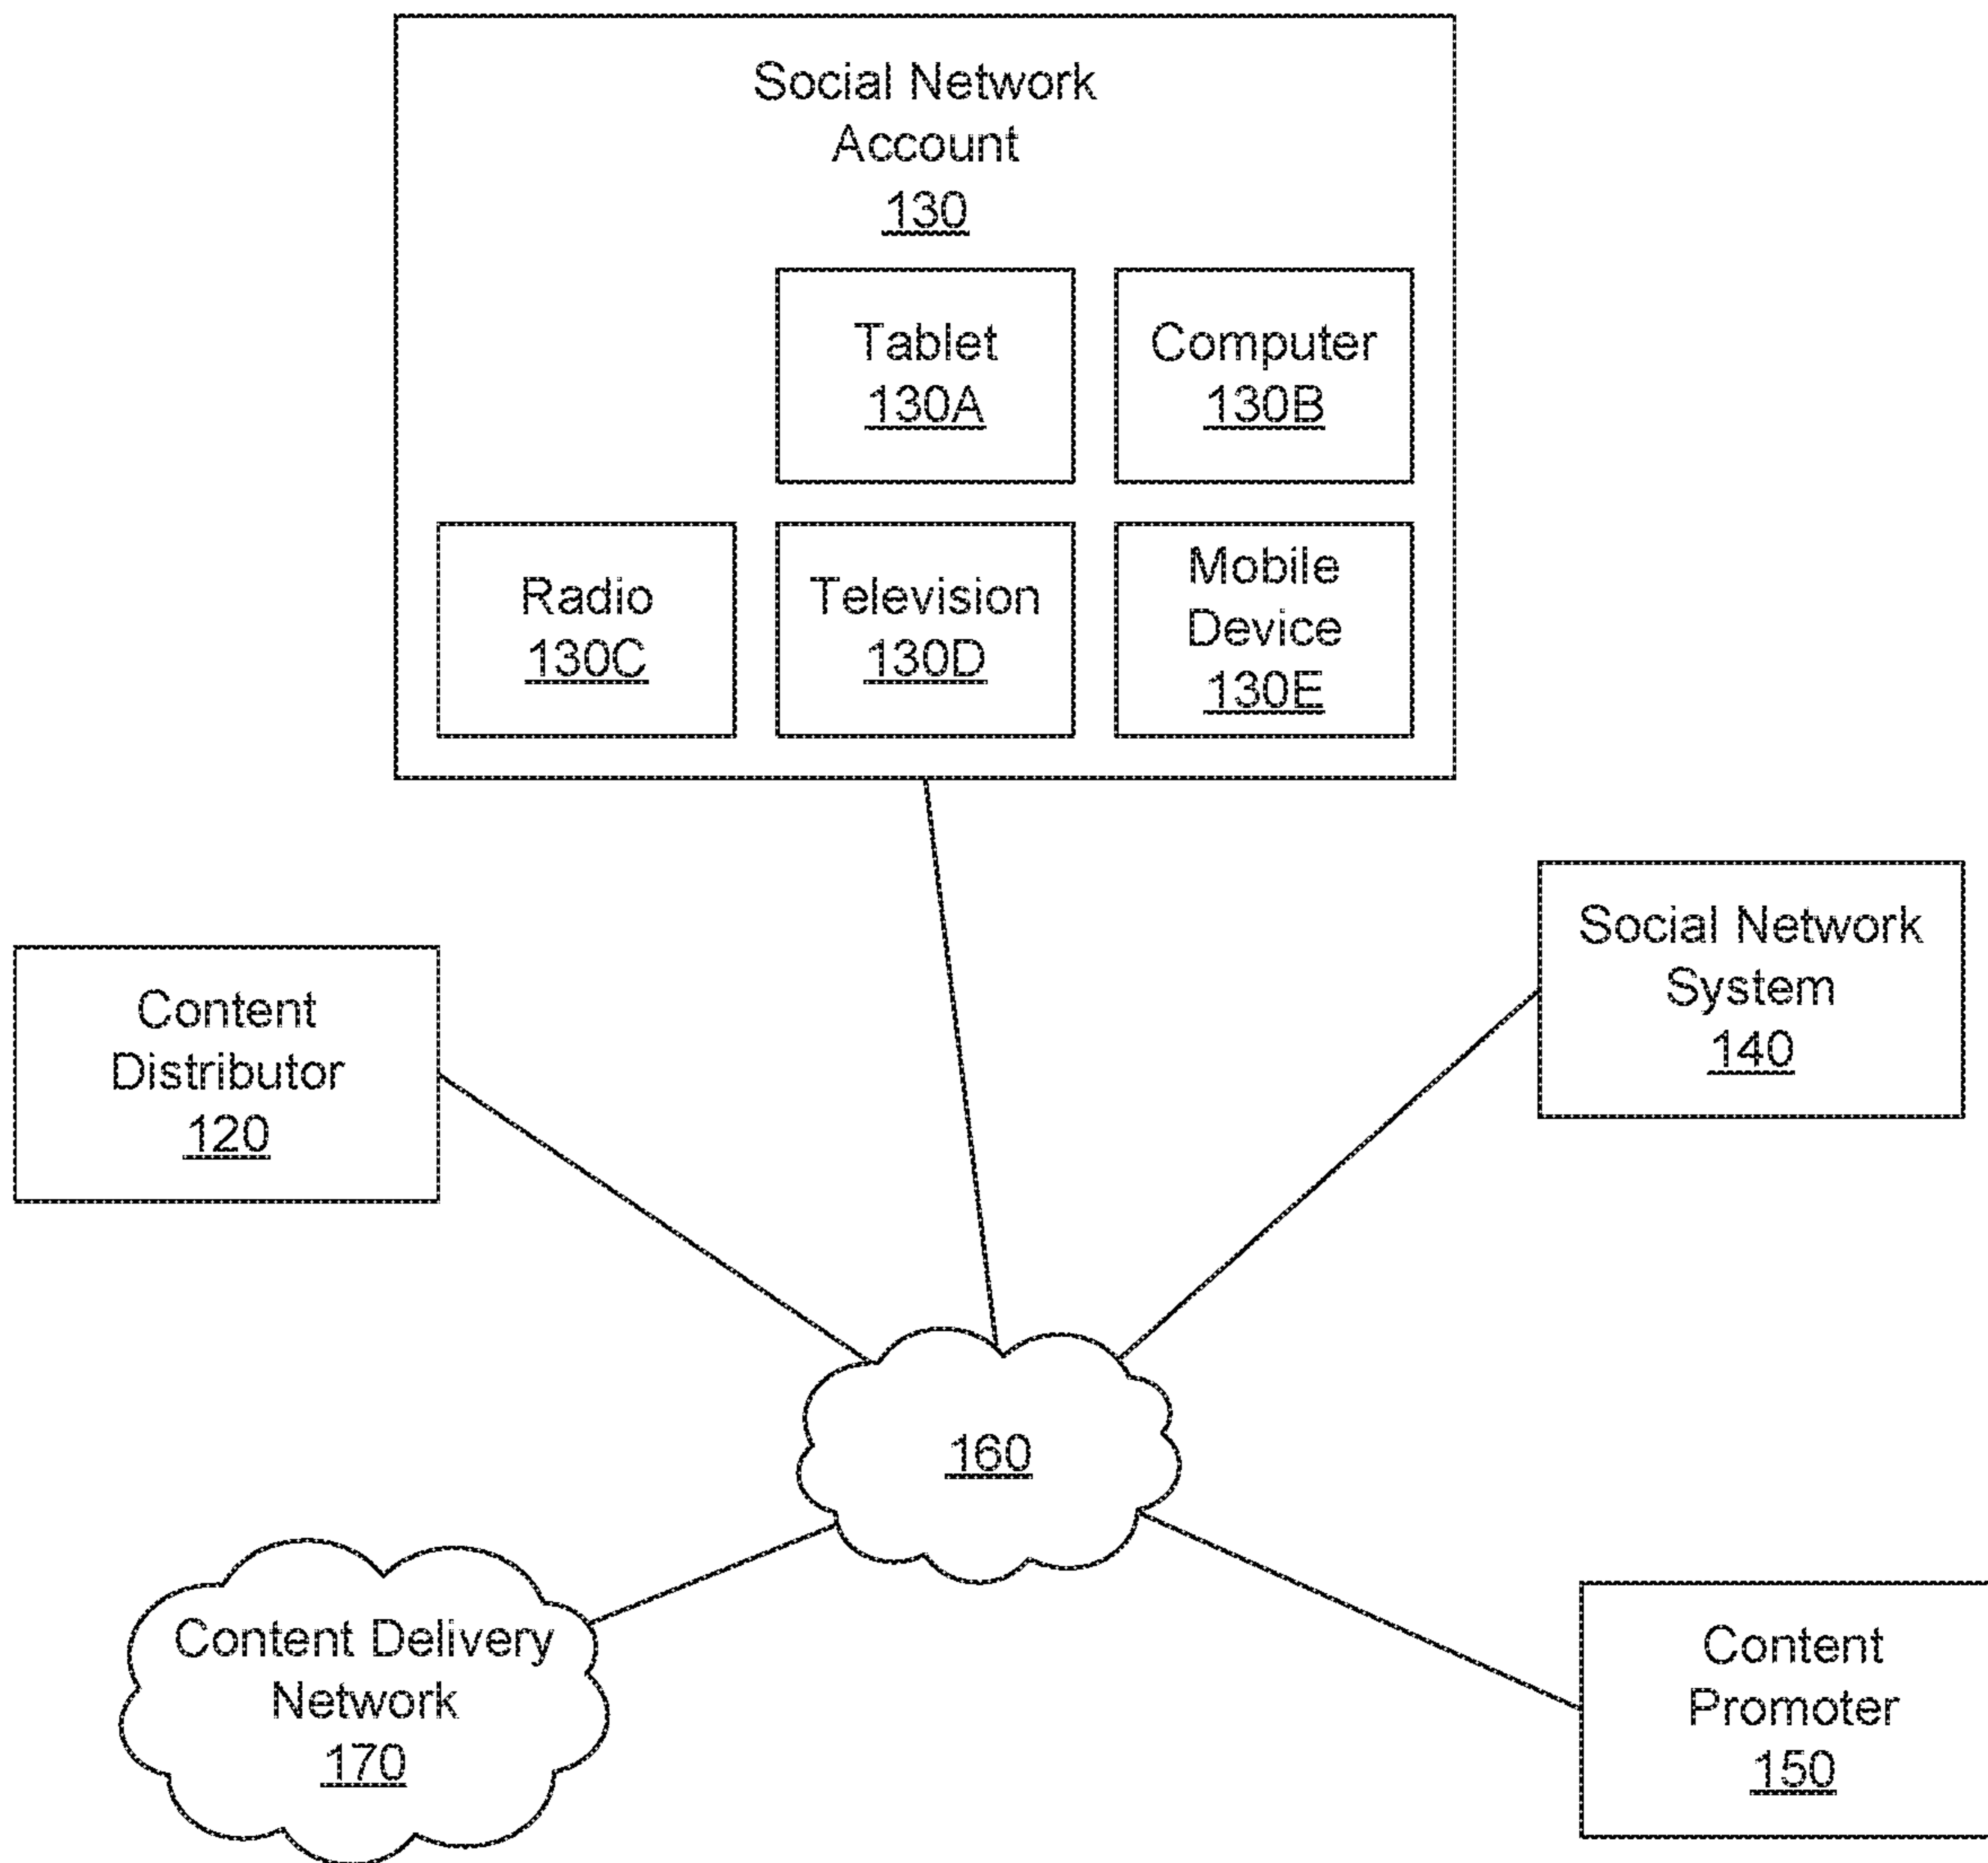 Social Network
Account
130
Tablet
130A
Computer
130B
Radio
130C
Television
130D
Mobile
Device
130E
Social Network
System
140
Content
Distributor
120
160
Content Delivery
Network
170
Content
Promoter
150